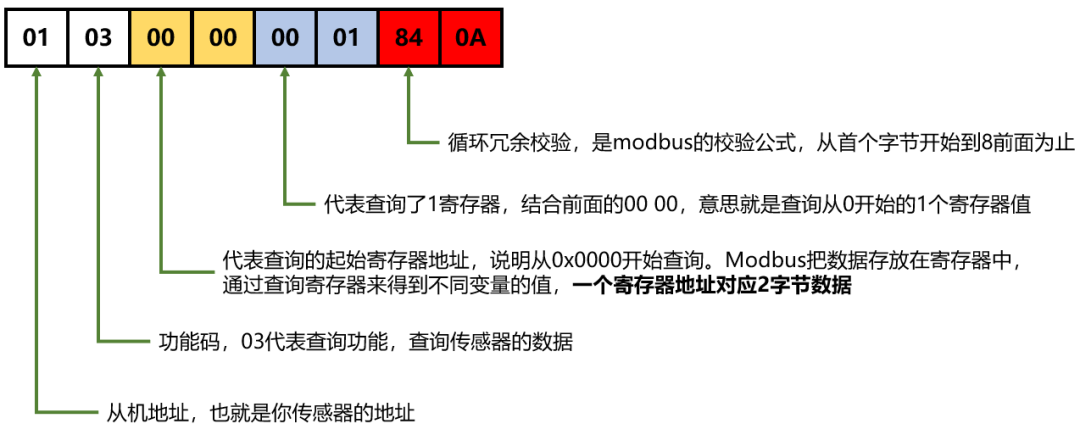 01 03 00 00 00 01 84 0A
循环冗余校验，是modbus的校验公式，从首个字节开始到8前面为止
代表查询了1寄存器，结合前面的00 00，意思就是查询从0开始的1个寄存器值
代表查询的起始寄存器地址，说明从0x0000开始查询。Modbus把数据存放在寄存器中，
通过查询寄存器来得到不同变量的值，一个寄存器地址对应2字节数据
功能码，03代表查询功能，查询传感器的数据
从机地址，也就是你传感器的地址